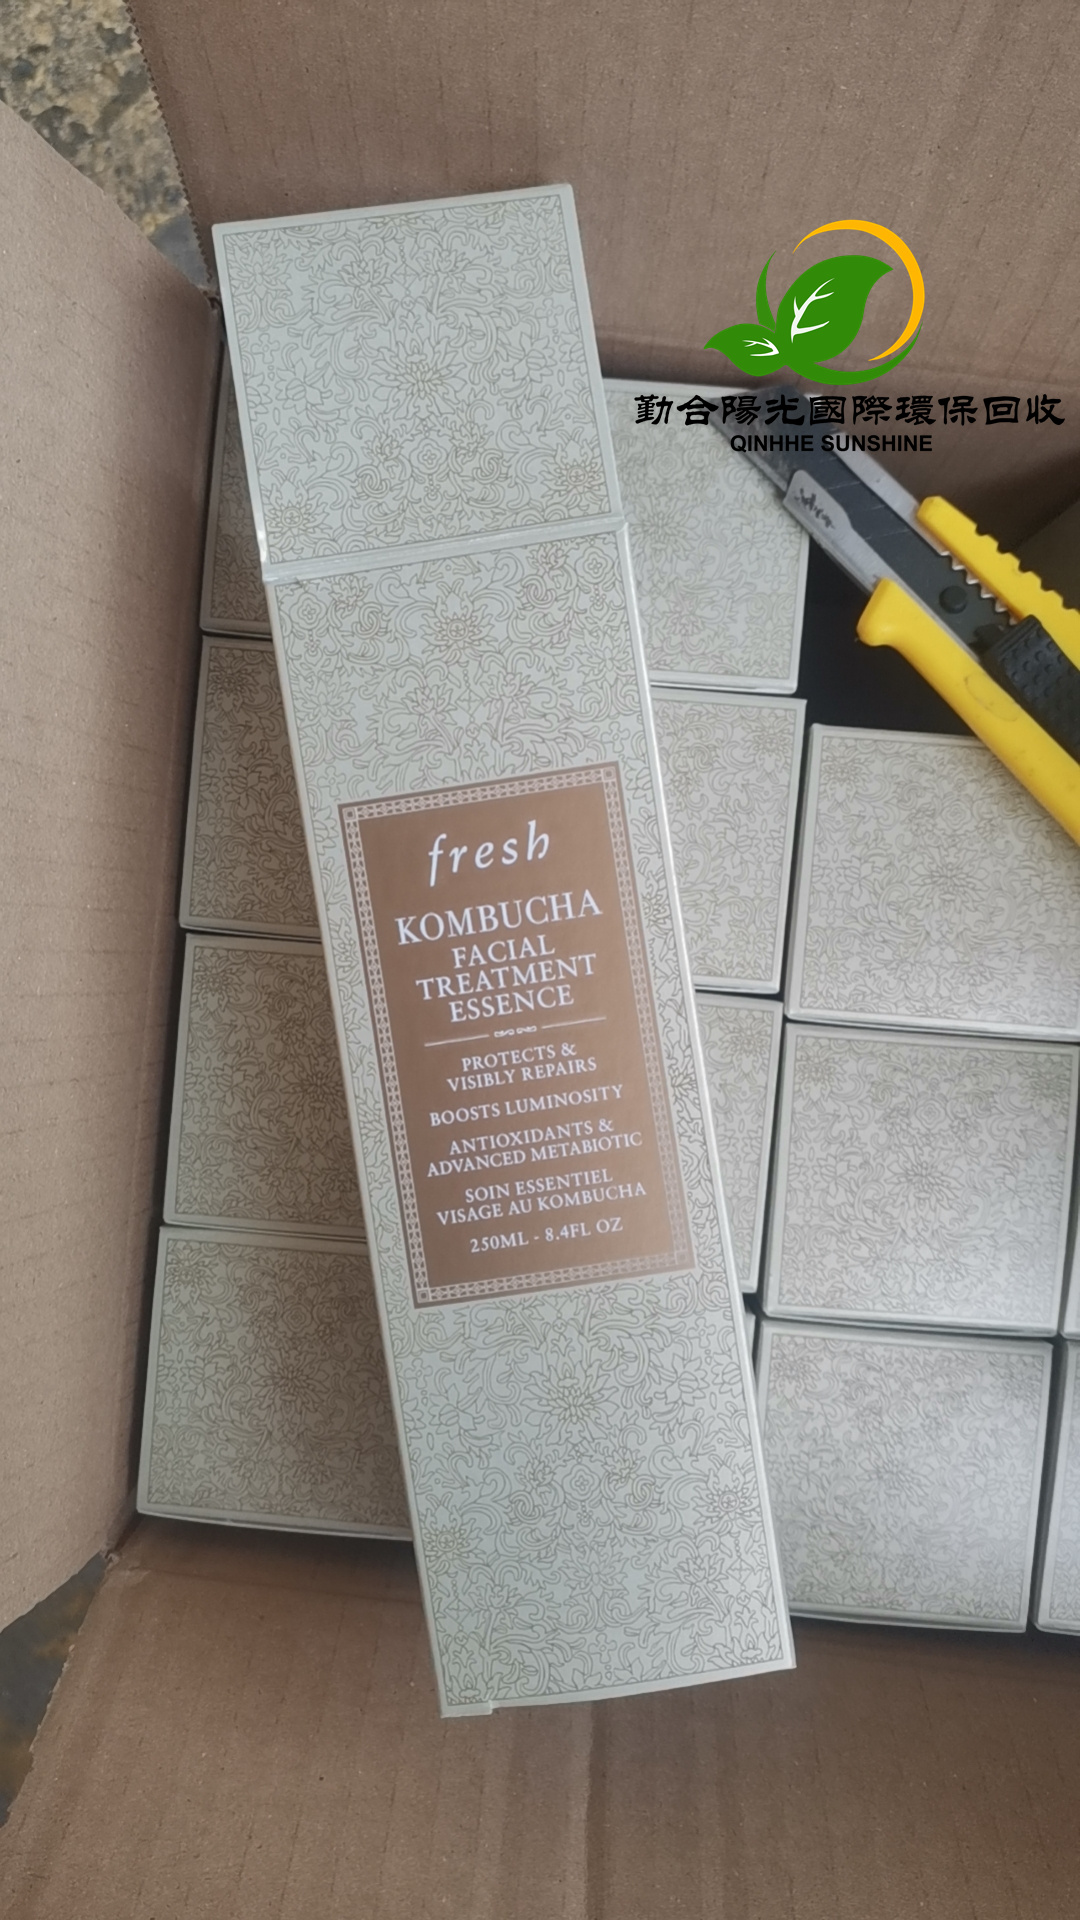 勤合陽光國際環保回收
QINHHE SUNSHINE
fresh
KOMBUCHA
FACIAL
TREATMENT
ESSENCE
PROTECTS &
VISIBLY REPAIRS
BOOSTS LUMINOSITY
ANTIOXIDANTS &
ADVANCED METABIOTIC
SOIN ESSENTIEL
VISAGE AU KOMBUCHA
250ML - 8.4FL OZ